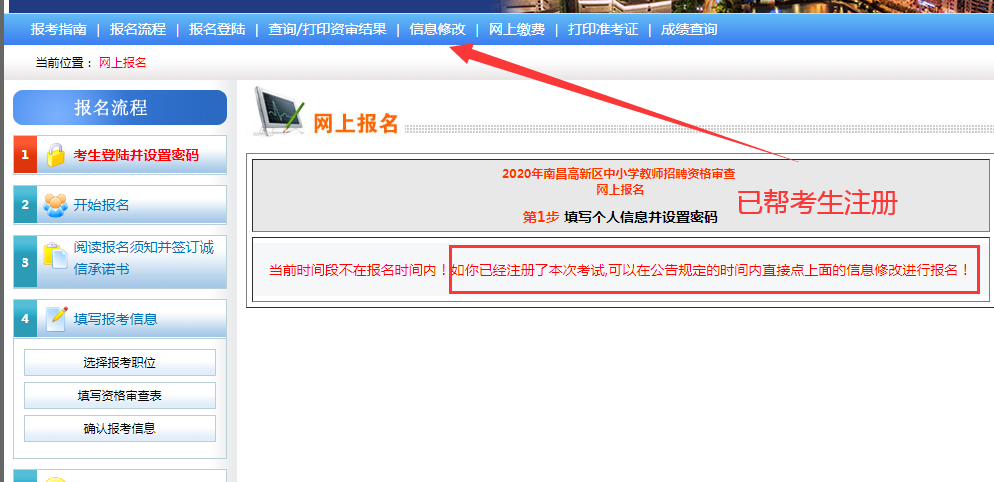 报考指南 | 报名流程 | 报名登陆 | 查询/打印资审结果 | 信息修改 | 网上缴费 | 打印准考证 | 成绩查询
当前位置： 网上报名
报名流程
1 考生登陆并设置密码
2 开始报名
3 阅读报名须知并签订诚
信承诺书
4 填写报考信息
选择报考职位
填写资格审查表
确认报考信息
网上报名
2020年南昌高新区中小学教师招聘资格审查
网上报名
第1步 填写个人信息并设置密码
已帮考生注册
当前时间段不在报名时间内！如你已经注册了本次考试,可以在公告规定的时间内直接点上面的信息修改进行报名！